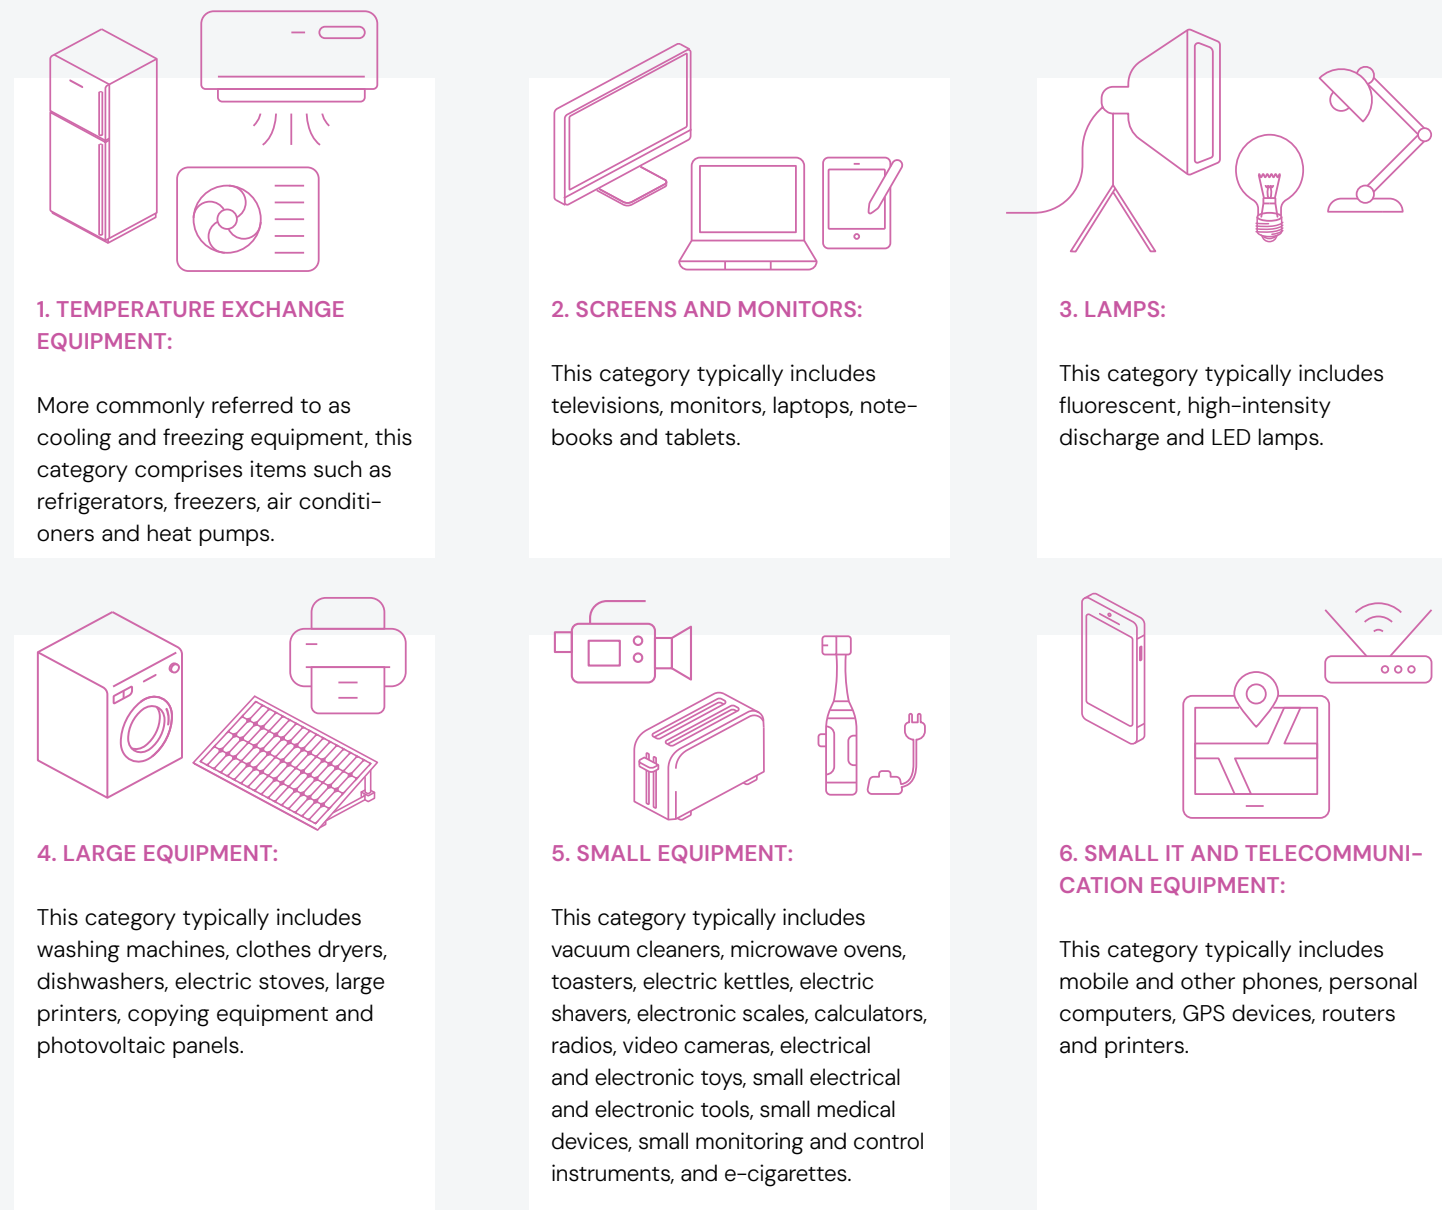 1. TEMPERATURE EXCHANGE
EQUIPMENT:
More commonly referred to as
cooling and freezing equipment, this
category comprises items such as
refrigerators, freezers, air conditi-
oners and heat pumps.
2. SCREENS AND MONITORS:
This category typically includes
televisions, monitors, laptops, note-
books and tablets.
3. LAMPS:
This category typically includes
fluorescent, high-intensity
discharge and LED lamps.
4. LARGE EQUIPMENT:
This category typically includes
washing machines, clothes dryers,
dishwashers, electric stoves, large
printers, copying equipment and
photovoltaic panels.
5. SMALL EQUIPMENT:
This category typically includes
vacuum cleaners, microwave ovens,
toasters, electric kettles, electric
shavers, electronic scales, calculators,
radios, video cameras, electrical
and electronic toys, small electrical
and electronic tools, small medical
devices, small monitoring and control
instruments, and e-cigarettes.
6. SMALL IT AND TELECOMMUNI-
CATION EQUIPMENT:
This category typically includes
mobile and other phones, personal
computers, GPS devices, routers
and printers.